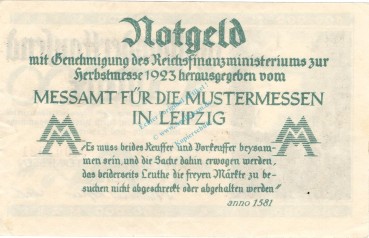 Notgeld
mit Genehmigung des Reichsfinanzministeriums zur
Herbstmesse 1923 herausgegeben vom
MESSAMT FÜR DIE MUSTERMESSEN
IN LEIPZIG
„Es muss beides Keuffer und Vorkeuffer beysam-
men sein, und die Sache dahin erwogen werden,
das beiderseits Leuthe die freyen Märkte zu be-
suchen nicht abgeschreckt oder abgehalten werden“
anno 1581